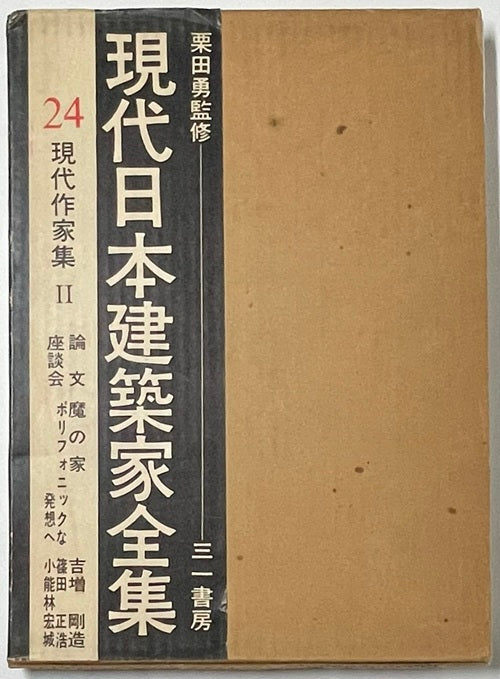 栗田勇監修――三一書房
現代日本建築家全集
24 現代作家集 II
論文 魔の家 吉増 剛造
座談会 ポリフォニックな発想へ 篠田 正浩
小能林宏城